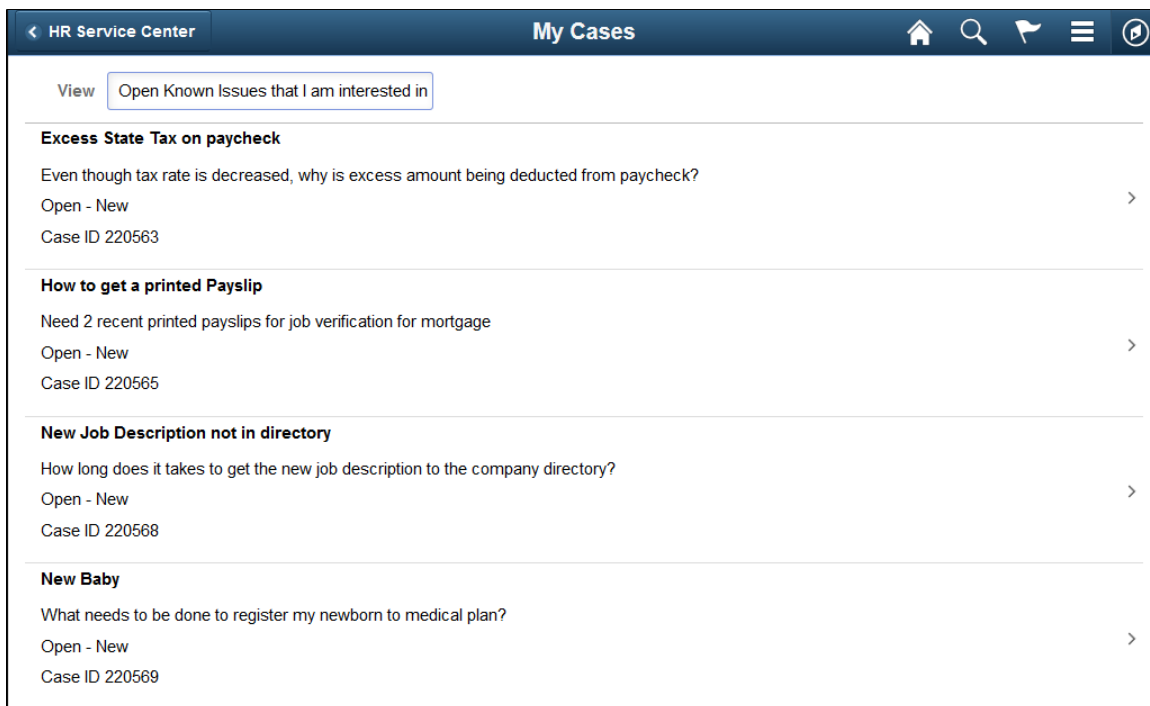 HR Service Center
My Cases
View Open Known Issues that I am interested in
Excess State Tax on paycheck
Even though tax rate is decreased, why is excess amount being deducted from paycheck?
Open - New
Case ID 220563
How to get a printed Payslip
Need 2 recent printed payslips for job verification for mortgage
Open - New
Case ID 220565
New Job Description not in directory
How long does it takes to get the new job description to the company directory?
Open - New
Case ID 220568
New Baby
What needs to be done to register my newborn to medical plan?
Open - New
Case ID 220569